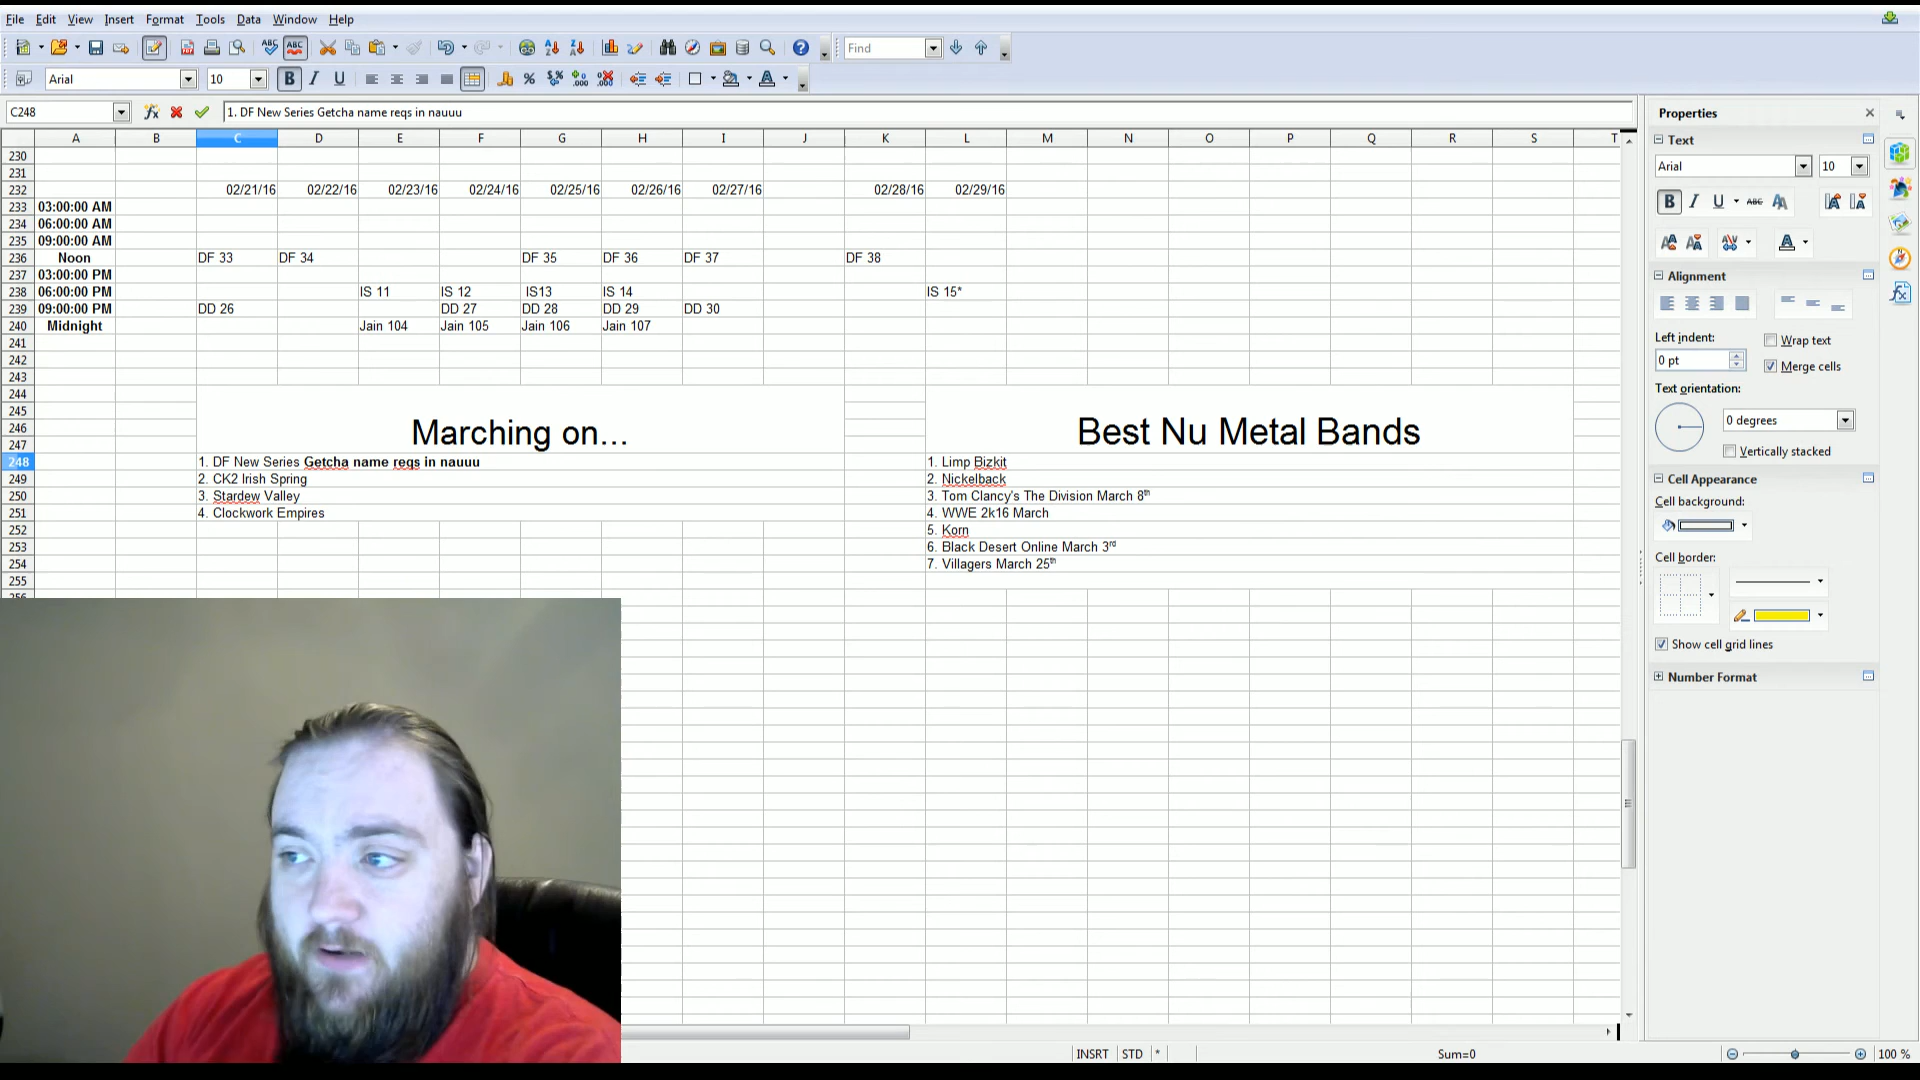 File Edit View Insert Format Tools Data Window Help
Find
Arial 10
C248 1. DF New Series Getcha name reqs in nauuu
A B C D E F G H I J K L M N O P Q R S T
230
231
232 02/21/16 02/22/16 02/23/16 02/24/16 02/25/16 02/26/16 02/27/16 02/28/16 02/29/16
233 03:00:00 AM
234 06:00:00 AM
235 09:00:00 AM
236 Noon DF 33 DF 34 DF 35 DF 36 DF 37 DF 38
237 03:00:00 PM
238 06:00:00 PM IS 11 IS 12 IS13 IS 14 IS 15*
239 09:00:00 PM DD 26 DD 27 DD 28 DD 29 DD 30
240 Midnight Jain 104 Jain 105 Jain 106 Jain 107
241
242
243
244
245
246 Marching on... Best Nu Metal Bands
247
248 1. DF New Series Getcha name reqs in nauuu 1. Limp Bizkit
249 2. CK2 Irish Spring 2. Nickelback
250 3. Stardew Valley 3. Tom Clancy's The Division March 8th
251 4. Clockwork Empires 4. WWE 2k16 March
252 5. Korn
253 6. Black Desert Online March 3rd
254 7. Villagers March 25th
255
Properties
Text
Arial 10
Alignment
Left indent: Wrap text
0 pt Merge cells
Text orientation:
0 degrees
Vertically stacked
Cell Appearance
Cell background:
Cell border:
Show cell grid lines
Number Format
INSRT STD * Sum=0 100 %